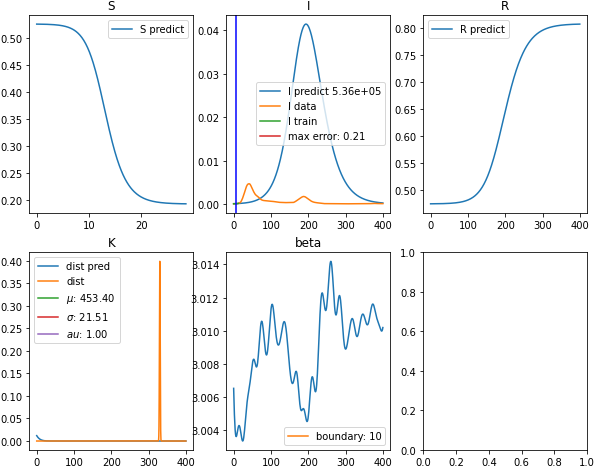 S
I
R
S predict
I predict 5.36e+05
I data
I train
max error: 0.21
R predict
0.50
0.45
0.40
0.35
0.30
0.25
0.20
0 10 20
0.04
0.03
0.02
0.01
0.00
0 100 200 300 400
0.80
0.75
0.70
0.65
0.60
0.55
0.50
0 200 400
K
beta
dist pred
dist
μ: 453.40
σ: 21.51
au: 1.00
boundary: 10
0.40
0.35
0.30
0.25
0.20
0.15
0.10
0.05
0.00
0 100 200 300 400
3.014
3.012
3.010
3.008
3.006
3.004
0 100 200 300 400
1.0
0.8
0.6
0.4
0.2
0.0
0.0 0.2 0.4 0.6 0.8 1.0